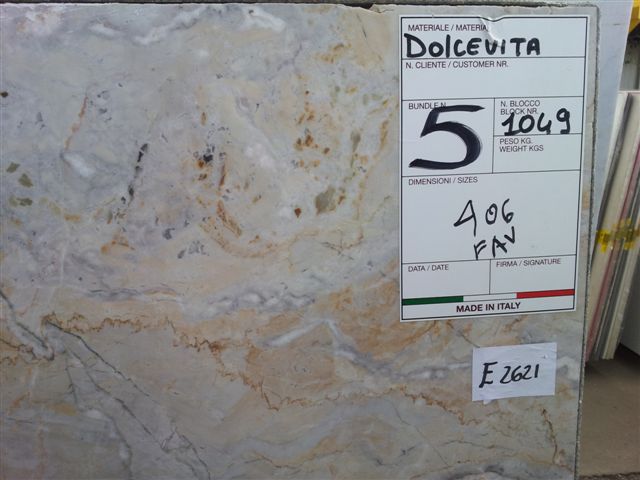 MATERIALE / MATERIA
DOLCEVITA
N. CLIENTE / CUSTOMER NR.
BUNDLE N.
5
N. BLOCCO
BLOCK NR.
1049
PESO KG.
WEIGHT KGS
DIMENSIONI / SIZES
406
FAV
DATA / DATE
FIRMA / SIGNATURE
MADE IN ITALY
E 2621